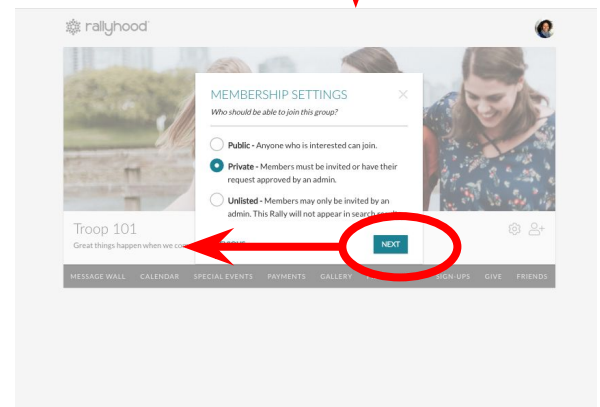 rallyhood
MEMBERSHIP SETTINGS
Who should be able to join this group?
Public - Anyone who is interested can join.
Private - Members must be invited or have their
request approved by an admin.
Unlisted - Members may only be invited by an
admin. This Rally will not appear in search
Troop 101
Great things happen when we
NEXT
MESSAGE WALL CALENDAR SPECIAL EVENTS PAYMENTS GALLERY SIGN-UPS GIVE FRIENDS